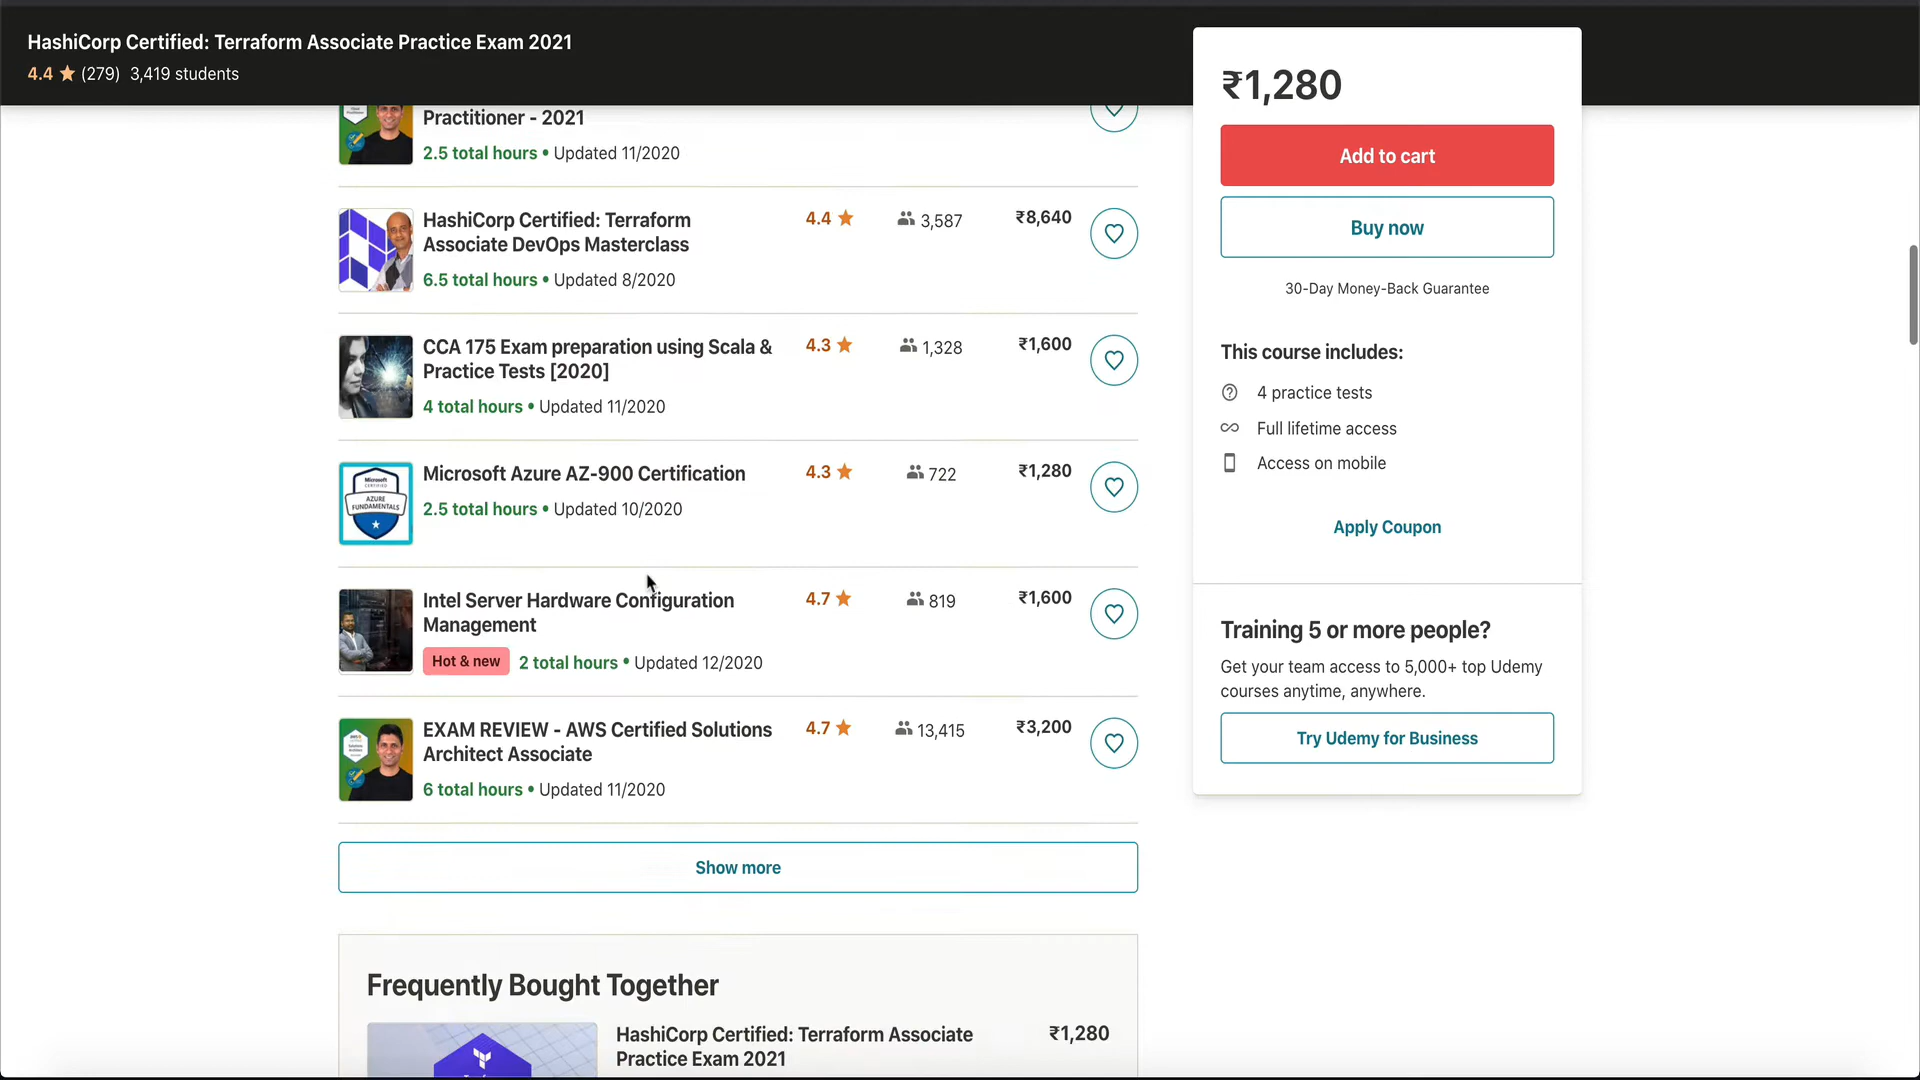 HashiCorp Certified: Terraform Associate Practice Exam 2021
4.4 (279) 3,419 students
₹1,280
Add to cart
Buy now
30-Day Money-Back Guarantee
This course includes:
4 practice tests
Full lifetime access
Access on mobile
Apply Coupon
Training 5 or more people?
Get your team access to 5,000+ top Udemy
courses anytime, anywhere.
Try Udemy for Business
Practitioner - 2021
2.5 total hours • Updated 11/2020
HashiCorp Certified: Terraform
Associate DevOps Masterclass
4.4 3,587 ₹8,640
6.5 total hours • Updated 8/2020
CCA 175 Exam preparation using Scala &
Practice Tests [2020]
4.3 1,328 ₹1,600
4 total hours • Updated 11/2020
Microsoft
CERTIFIED
AZURE
FUNDAMENTALS
Microsoft Azure AZ-900 Certification
4.3 722 ₹1,280
2.5 total hours • Updated 10/2020
Intel Server Hardware Configuration
Management
4.7 819 ₹1,600
Hot & new 2 total hours • Updated 12/2020
EXAM REVIEW - AWS Certified Solutions
Architect Associate
4.7 13,415 ₹3,200
6 total hours • Updated 11/2020
Show more
Frequently Bought Together
HashiCorp Certified: Terraform Associate
Practice Exam 2021
₹1,280